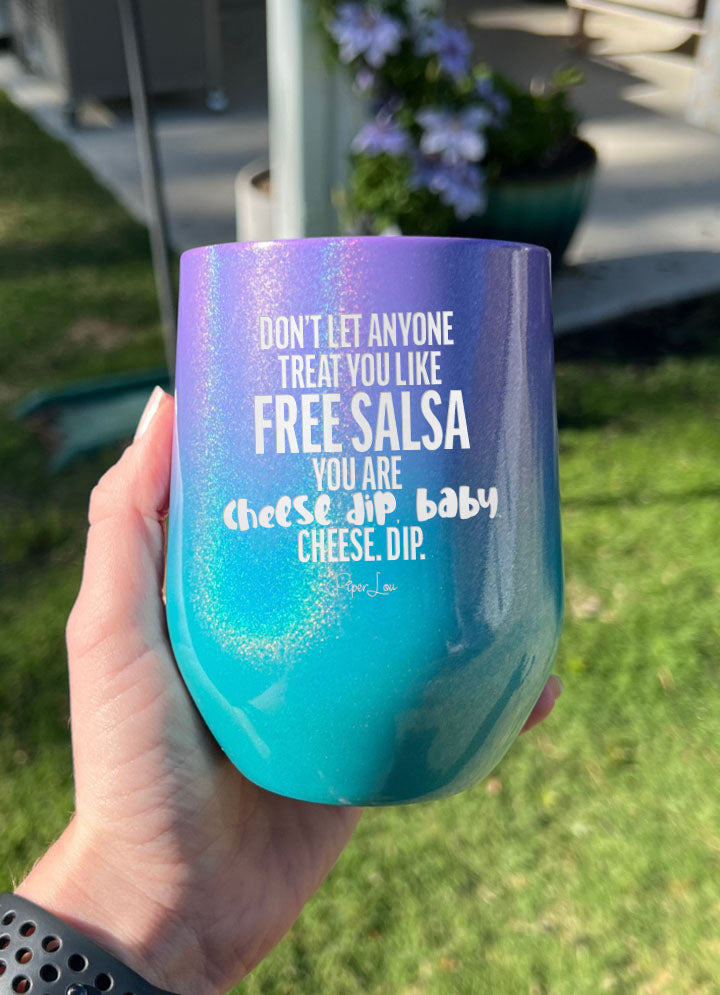 DON'T LET ANYONE
TREAT YOU LIKE
FREE SALSA
YOU ARE
cheese dip, baby.
CHEESE. DIP.
Piper Lou